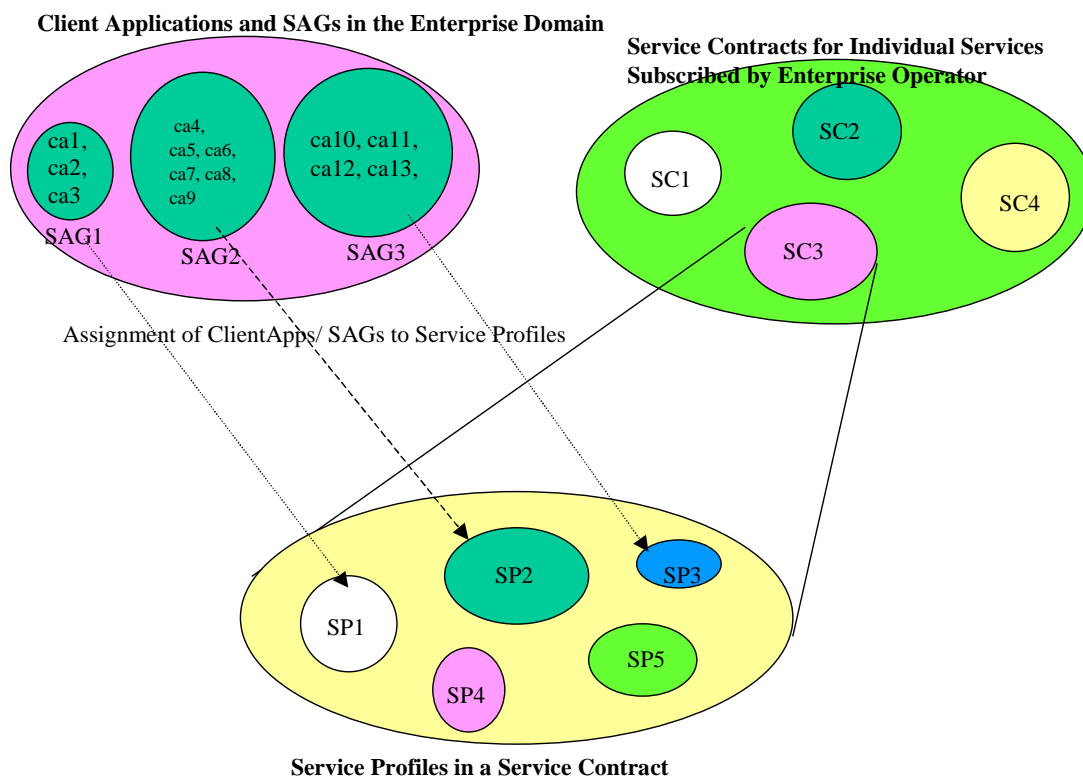 Client Applications and SAGs in the Enterprise Domain
Service Contracts for Individual Services
Subscribed by Enterprise Operator
ca1,
ca2,
ca3
SAG1
ca4,
ca5, ca6,
ca7, ca8,
ca9
SAG2
ca10, ca11,
ca12, ca13,
SAG3
SC1
SC2
SC3
SC4
Assignment of ClientApps/ SAGs to Service Profiles
SP1
SP2
SP3
SP4
SP5
Service Profiles in a Service Contract